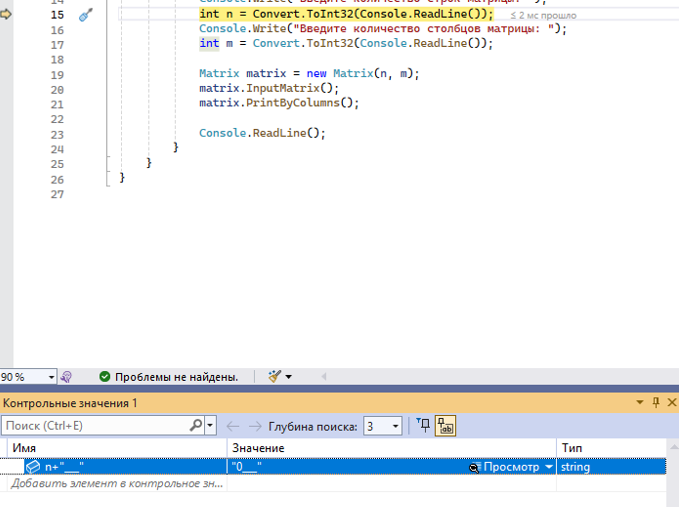 14 Console.Write("Введите количество строк матрицы: ");
15 int n = Convert.ToInt32(Console.ReadLine()); ≤ 2 мс прошло
16 Console.Write("Введите количество столбцов матрицы: ");
17 int m = Convert.ToInt32(Console.ReadLine());
18
19 Matrix matrix = new Matrix(n, m);
20 matrix.InputMatrix();
21 matrix.PrintByColumns();
22
23 Console.ReadLine();
24 }
25 }
26 }
27
90 % Проблемы не найдены.
Контрольные значения 1
Поиск (Ctrl+E) Глубина поиска: 3
Имя Значение Тип
n+"___" "0___" Просмотр string
Добавить элемент в контрольное зн...